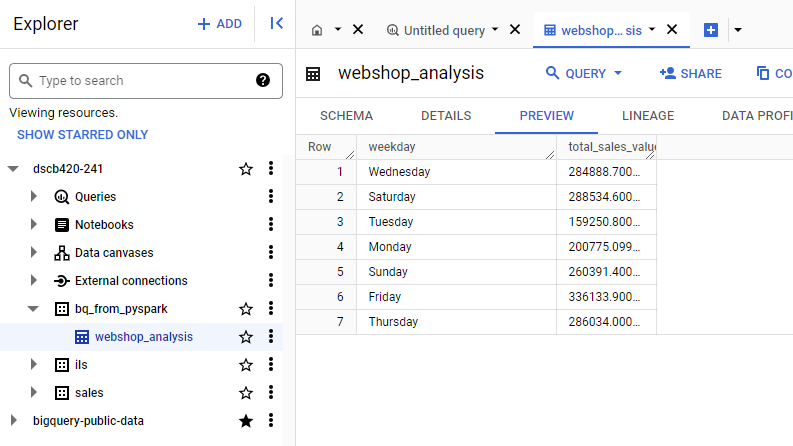 Explorer
+ ADD
Untitled query
webshop... sis
Type to search
Viewing resources.
SHOW STARRED ONLY
dscb420-241
Queries
Notebooks
Data canvases
External connections
bq_from_pyspark
webshop_analysis
ils
sales
bigquery-public-data
webshop_analysis
QUERY
SHARE
CO
SCHEMA DETAILS PREVIEW LINEAGE DATA PROFI
Row weekday total_sales_value
1 Wednesday 284888.700...
2 Saturday 288534.600...
3 Tuesday 159250.800...
4 Monday 200775.099...
5 Sunday 260391.400...
6 Friday 336133.900...
7 Thursday 286034.000...